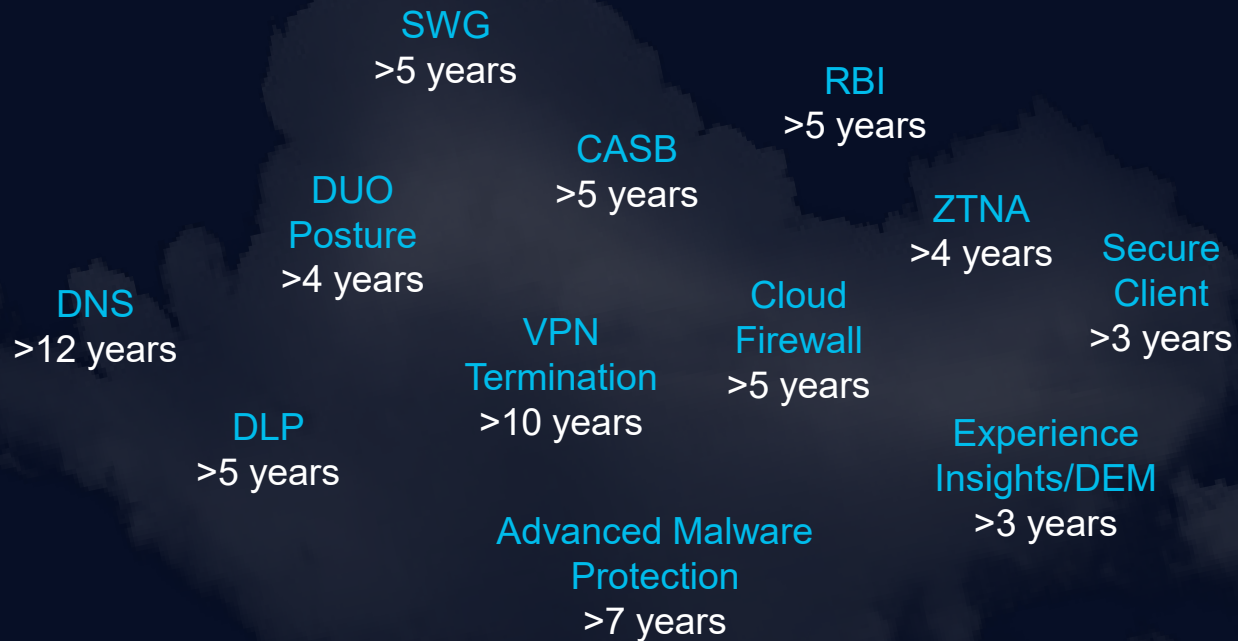 SWG
>5 years
RBI
>5 years
CASB
>5 years
DUO
Posture
>4 years
ZTNA
>4 years
Secure
Client
>3 years
DNS
>12 years
VPN
Termination
>10 years
Cloud
Firewall
>5 years
DLP
>5 years
Experience
Insights/DEM
>3 years
Advanced Malware
Protection
>7 years